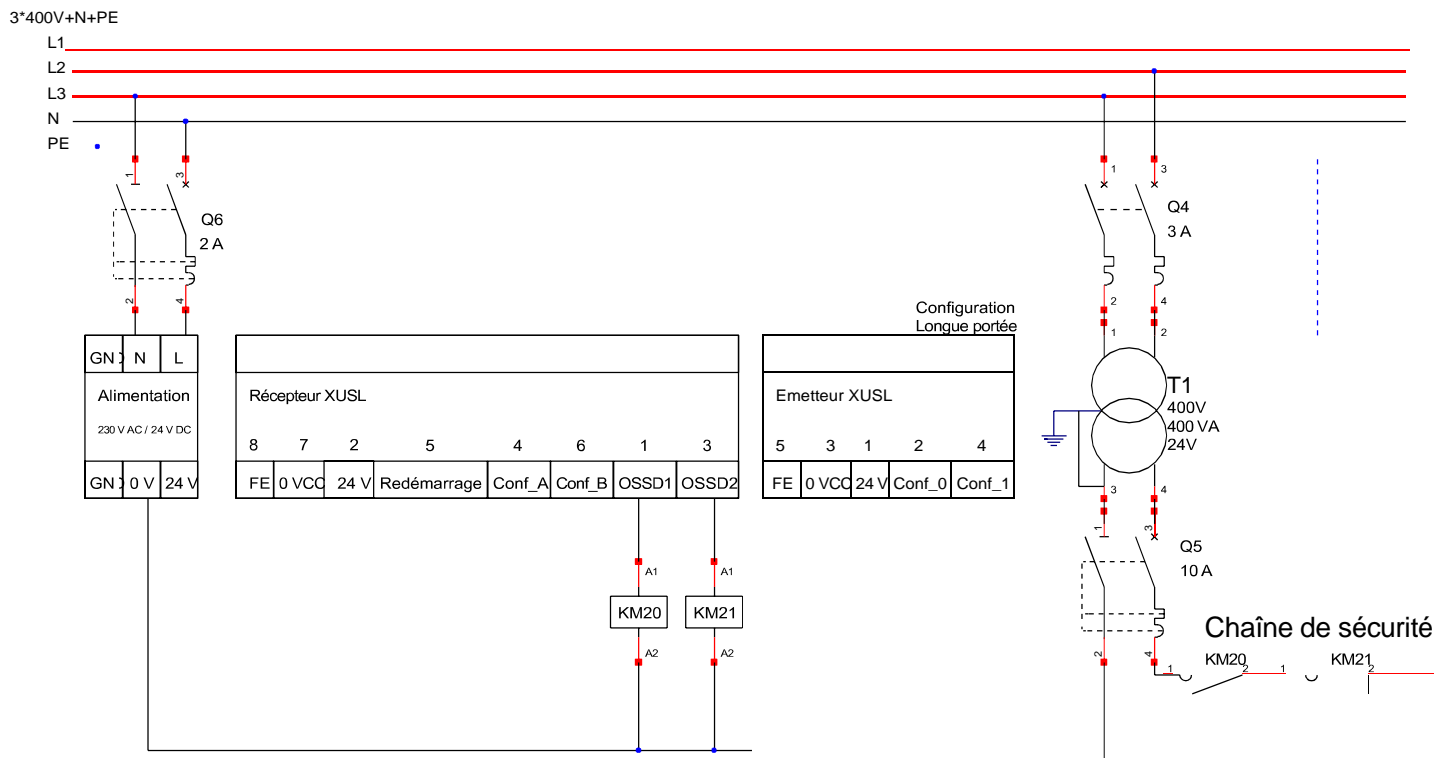 3*400V+N+PE
L1
L2
L3
N
PE
1
3
Q6
2 A
2
4
1
3
Q4
3 A
2
4
1
2
Configuration
Longue portée
GN
N
L
Alimentation
230 V AC / 24 V DC
GN
0 V
24 V
Récepteur XUSL
8 7 2 5 4 6 1 3
FE 0 VCC 24 V Redémarrage Conf_A Conf_B OSSD1 OSSD2
Emetteur XUSL
5 3 1 2 4
FE 0 VCC 24 V Conf_0 Conf_1
T1
400V
400 VA
24V
3
4
1
3
Q5
10 A
2
4
A1
A1
KM20
KM21
A2
A2
Chaîne de sécurité
KM20
KM21
1
2
1
2